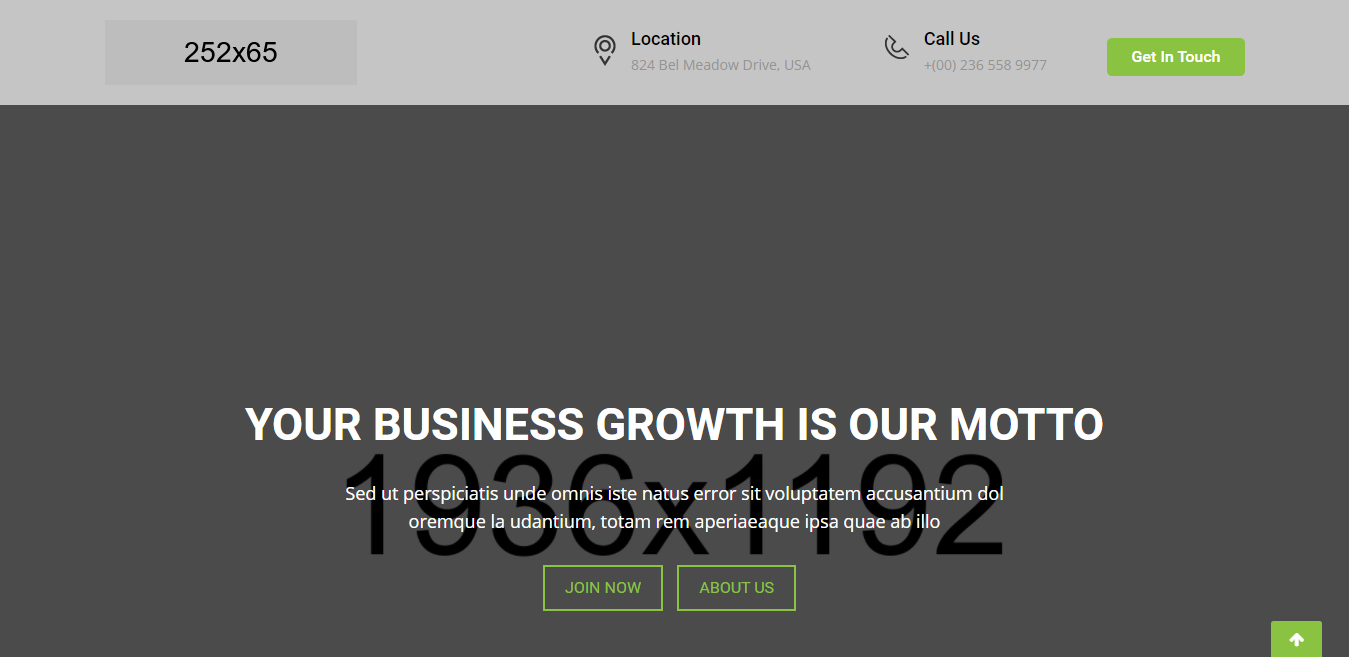 252x65
Location
824 Bel Meadow Drive, USA
Call Us
+(00) 236 558 9977
Get In Touch
YOUR BUSINESS GROWTH IS OUR MOTTO
1936x1192
Sed ut perspiciatis unde omnis iste natus error sit voluptatem accusantium dol
oremque la udantium, totam rem aperiaeaque ipsa quae ab illo
JOIN NOW
ABOUT US